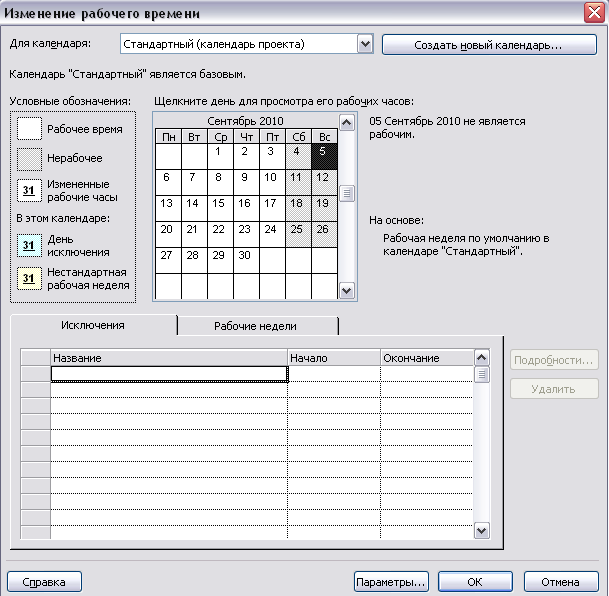 Изменение рабочего времени
Для календаря:
Стандартный (календарь проекта)
Создать новый календарь...
Календарь "Стандартный" является базовым.
Условные обозначения:
Рабочее время
Нерабочее
31
Измененные
рабочие часы
В этом календаре:
31
День
исключения
31
Нестандартная
рабочая неделя
Щелкните день для просмотра его рабочих часов:
Сентябрь 2010
Пн Вт Ср Чт Пт Сб Вс
1 2 3 4 5
6 7 8 9 10 11 12
13 14 15 16 17 18 19
20 21 22 23 24 25 26
27 28 29 30
05 Сентябрь 2010 не является
рабочим.
На основе:
Рабочая неделя по умолчанию в
календаре "Стандартный".
Исключения
Рабочие недели
Название Начало Окончание
Подробности...
Удалить
Справка
Параметры...
ОК
Отмена